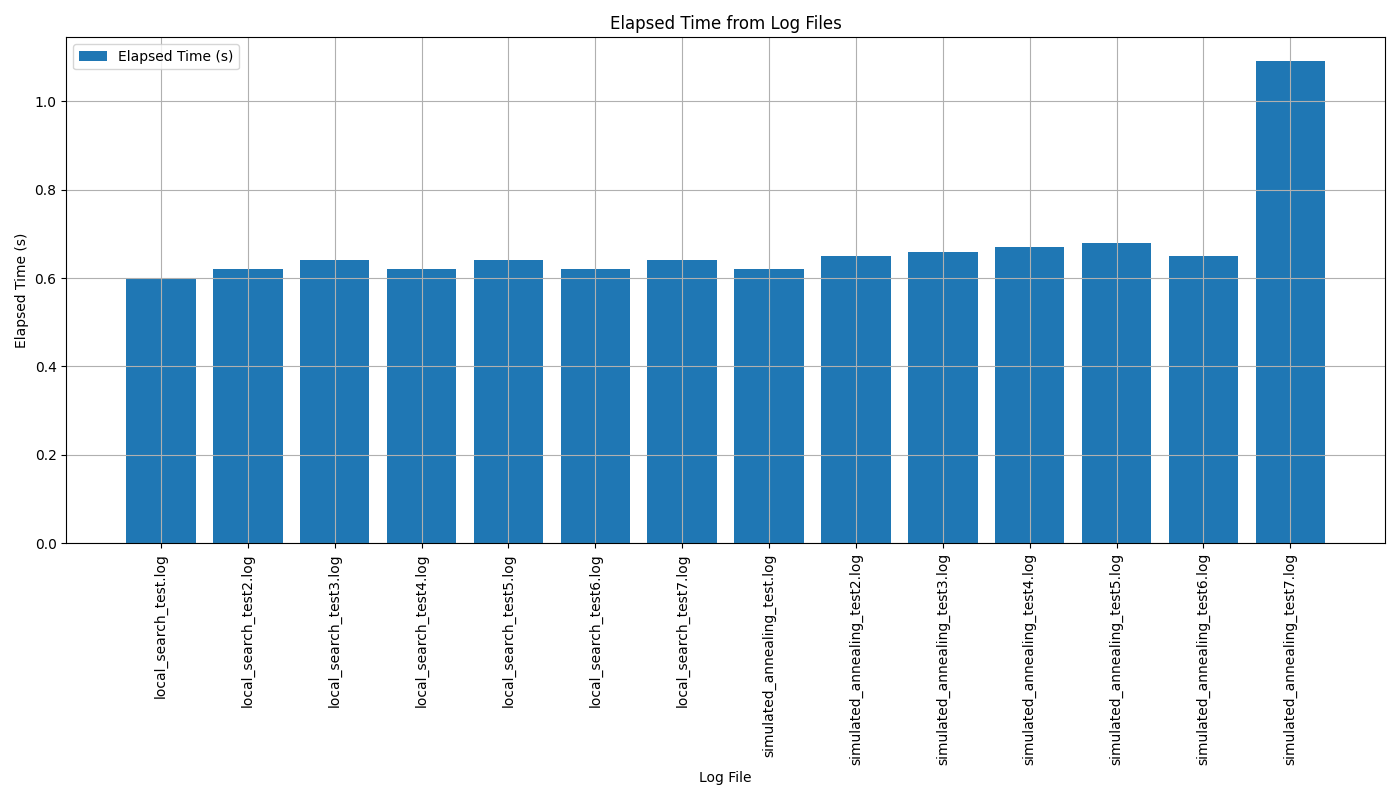 Elapsed Time from Log Files
Elapsed Time (s)
Elapsed Time (s)
1.0
0.8
0.6
0.4
0.2
0.0
local_search_test.log
local_search_test2.log
local_search_test3.log
local_search_test4.log
local_search_test5.log
local_search_test6.log
local_search_test7.log
simulated_annealing_test.log
simulated_annealing_test2.log
simulated_annealing_test3.log
simulated_annealing_test4.log
simulated_annealing_test5.log
simulated_annealing_test6.log
simulated_annealing_test7.log
Log File